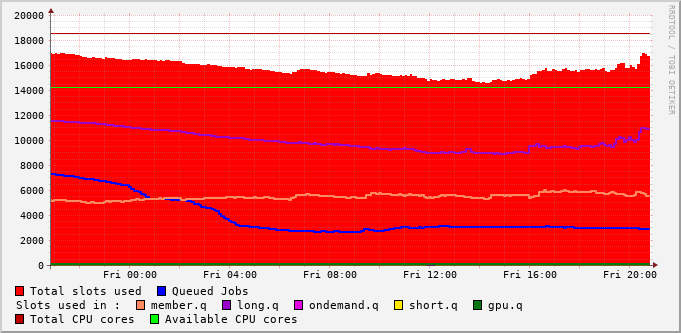 RRDTOOL / TOBI OETIKER
20000
18000
16000
14000
12000
10000
8000
6000
4000
2000
0
Fri 00:00 Fri 04:00 Fri 08:00 Fri 12:00 Fri 16:00 Fri 20:00
Total slots used Queued Jobs
Slots used in : member.q long.q ondemand.q short.q gpu.q
Total CPU cores Available CPU cores